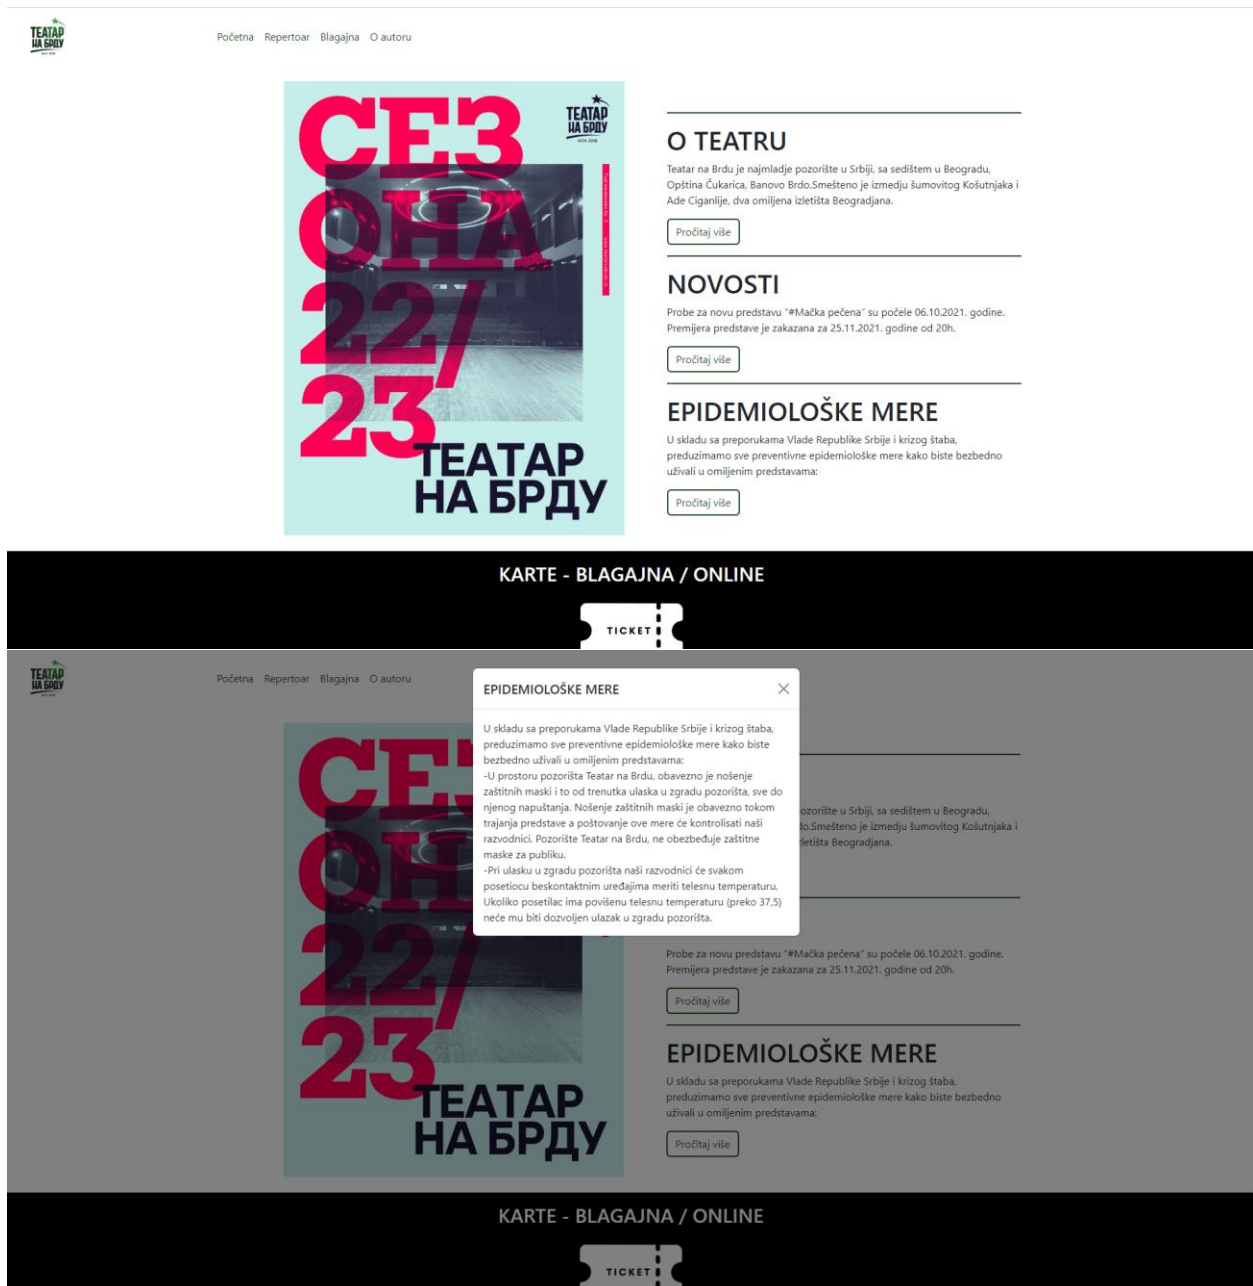 ТЕАТАР
НА БРДУ
Početna Repertoar Blagajna O autoru
СЕЗ
ОНА
22/
23
ТЕАТАР
НА БРДУ
ТЕАТАР
НА БРДУ
O TEATRU
Teatar na Brdu je najmladje pozorište u Srbiji, sa sedištem u Beogradu,
Opština Čukarica, Banovo Brdo.Smešteno je izmedju šumovitog Košutnjaka i
Ade Ciganlije, dva omiljena izletišta Beogradjana.
Pročitaj više
NOVOSTI
Probe za novu predstavu "#Mačka pečena" su počele 06.10.2021. godine.
Premijera predstave je zakazana za 25.11.2021. godine od 20h.
Pročitaj više
EPIDEMIOLOŠKE MERE
U skladu sa preporukama Vlade Republike Srbije i krizog štaba,
preduzimamo sve preventivne epidemiološke mere kako biste bezbedno
uživali u omiljenim predstavama:
Pročitaj više
KARTE - BLAGAJNA / ONLINE
TICKET
ТЕАТАР
НА БРДУ
Početna Repertoar Blagajna O autoru
EPIDEMIOLOŠKE MERE
U skladu sa preporukama Vlade Republike Srbije i krizog štaba,
preduzimamo sve preventivne epidemiološke mere kako biste
bezbedno uživali u omiljenim predstavama:
-U prostoru pozorišta Teatar na Brdu, obavezno je nošenje
zaštitnih maski i to od trenutka ulaska u zgradu pozorišta, sve do
njenog napuštanja. Nošenje zaštitnih maski je obavezno tokom
trajanja predstave a poštovanje ove mere će kontrolisati naši
razvodnici. Pozorište Teatar na Brdu, ne obezbeđuje zaštitne
maske za publiku.
-Pri ulasku u zgradu pozorišta naši razvodnici će svakom
posetiocu beskontaktnim uređajima meriti telesnu temperaturu.
Ukoliko posetilac ima povišenu telesnu temperaturu (preko 37,5)
neće mu biti dozvoljen ulazak u zgradu pozorišta.
СЕ
ОНА
22/
23
ТЕАТАР
НА БРДУ
ozorište u Srbiji, sa sedištem u Beogradu,
do.Smešteno je izmedju šumovitog Košutnjaka i
zletišta Beogradjana.
Probe za novu predstavu "#Mačka pečena" su počele 06.10.2021. godine.
Premijera predstave je zakazana za 25.11.2021. godine od 20h.
Pročitaj više
EPIDEMIOLOŠKE MERE
U skladu sa preporukama Vlade Republike Srbije i krizog štaba,
preduzimamo sve preventivne epidemiološke mere kako biste bezbedno
uživali u omiljenim predstavama:
Pročitaj više
KARTE - BLAGAJNA / ONLINE
TICKET